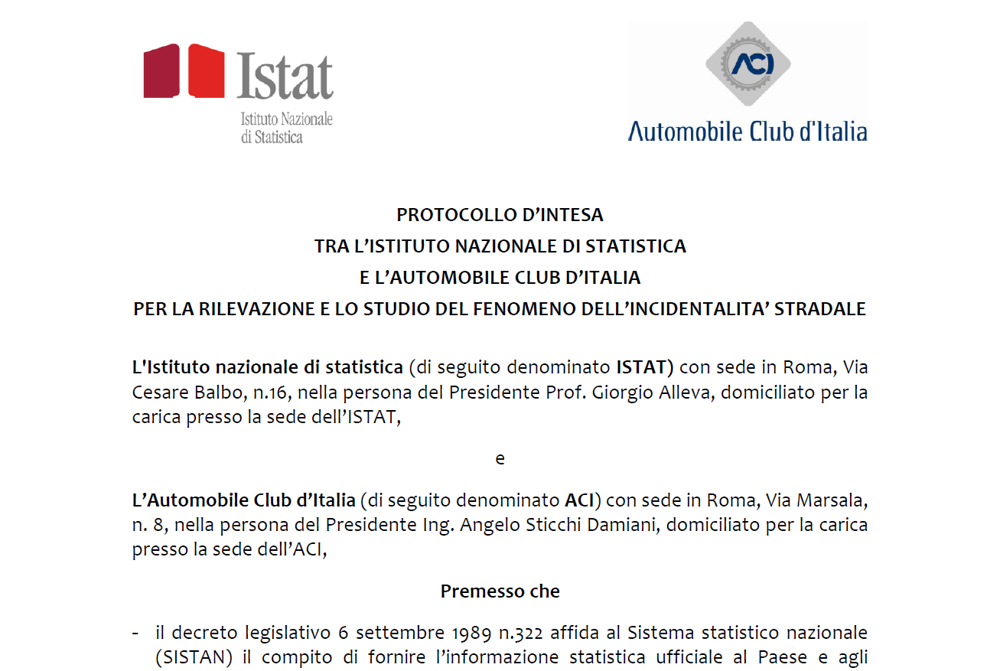 Istat
Istituto Nazionale
di Statistica
ACI
Automobile Club d'Italia
PROTOCOLLO D’INTESA
TRA L’ISTITUTO NAZIONALE DI STATISTICA
E L’AUTOMOBILE CLUB D’ITALIA
PER LA RILEVAZIONE E LO STUDIO DEL FENOMENO DELL’INCIDENTALITA’ STRADALE
L'Istituto nazionale di statistica (di seguito denominato ISTAT) con sede in Roma, Via
Cesare Balbo, n.16, nella persona del Presidente Prof. Giorgio Alleva, domiciliato per la
carica presso la sede dell’ISTAT,
e
L’Automobile Club d’Italia (di seguito denominato ACI) con sede in Roma, Via Marsala,
n. 8, nella persona del Presidente Ing. Angelo Sticchi Damiani, domiciliato per la carica
presso la sede dell’ACI,
Premesso che
- il decreto legislativo 6 settembre 1989 n.322 affida al Sistema statistico nazionale
(SISTAN) il compito di fornire l’informazione statistica ufficiale al Paese e agli